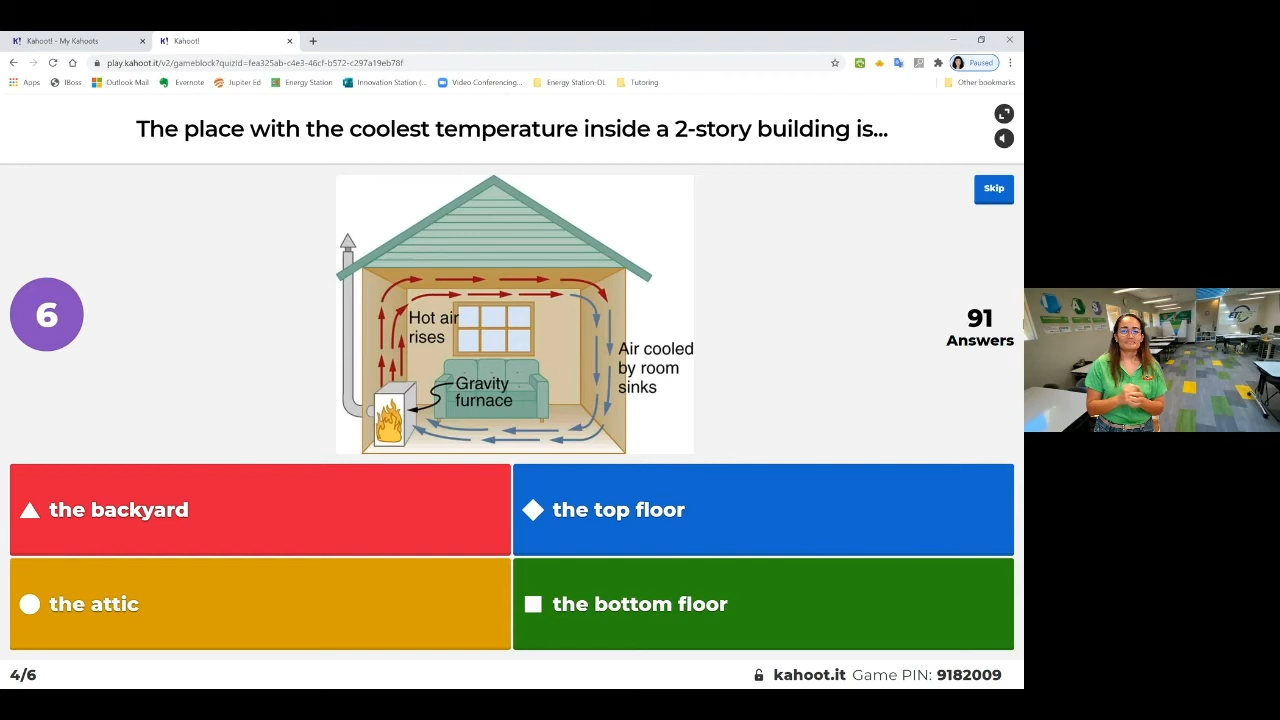 K! Kahoot! - My Kahoots
K! Kahoot!
play.kahoot.it/v2/gameblock?quizId=fea325ab-c4e3-46cf-b572-c297a19eb78f
Paused
Apps
IBoss
Outlook Mail
Evernote
Jupiter Ed
Energy Station
Innovation Station (...
Video Conferencing...
Energy Station-DL
Tutoring
Other bookmarks
The place with the coolest temperature inside a 2-story building is...
Skip
6
Hot air
rises
Gravity
furnace
Air cooled
by room
sinks
91
Answers
the backyard
the top floor
the attic
the bottom floor
4/6
kahoot.it Game PIN: 9182009